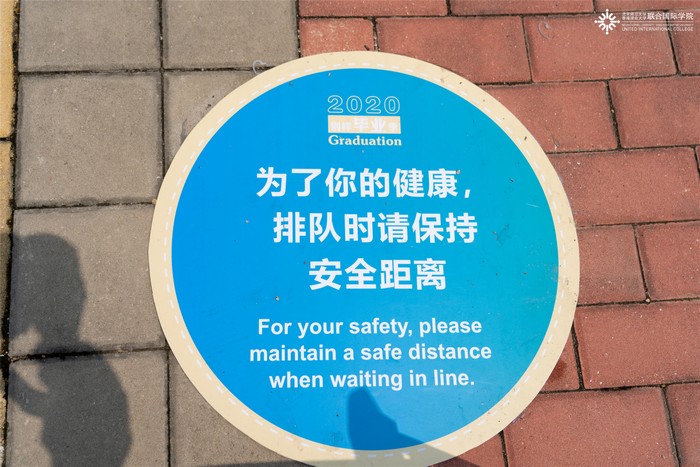 联合国际学院
UNITED INTERNATIONAL COLLEGE
2020
毕业
Graduation
为了你的健康，
排队时请保持
安全距离
For your safety, please
maintain a safe distance
when waiting in line.